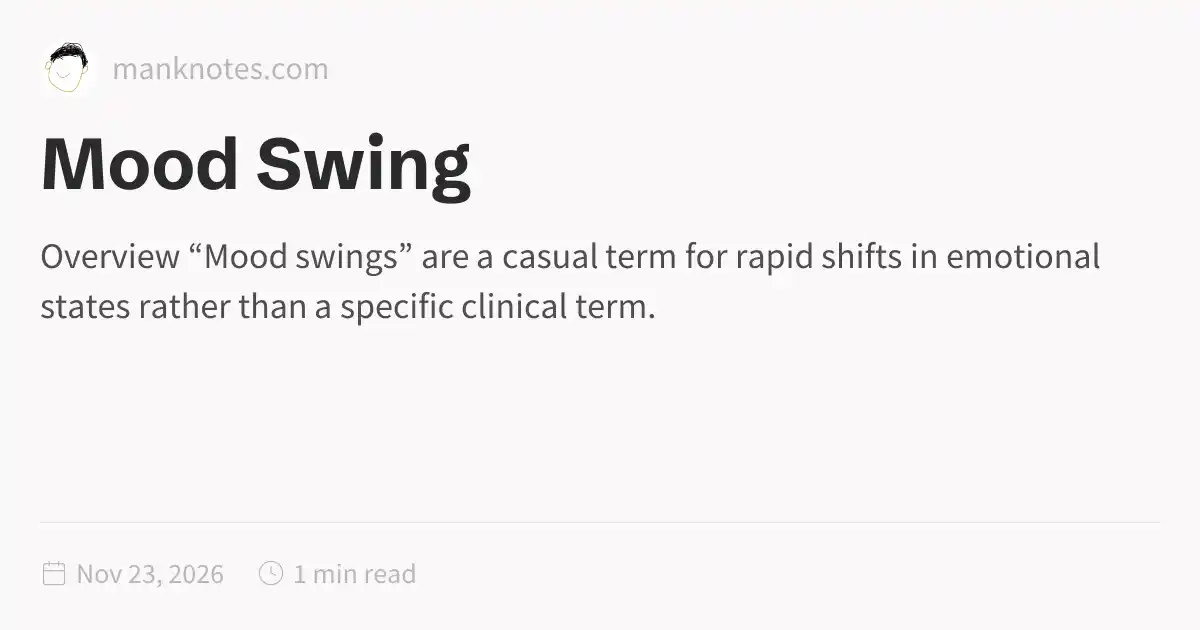 manknotes.com
Mood Swing
Overview “Mood swings” are a casual term for rapid shifts in emotional
states rather than a specific clinical term.
Nov 23, 2026 1 min read